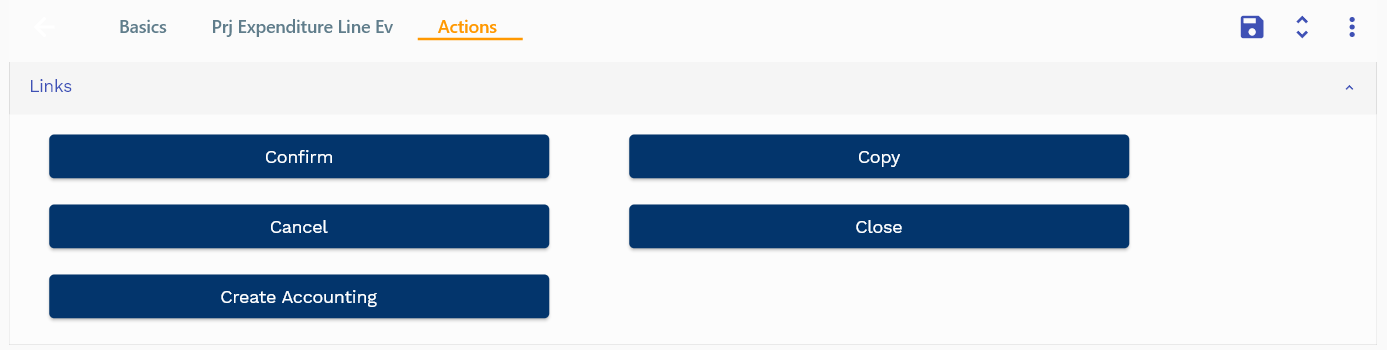 Basics Prj Expenditure Line Ev Actions
Links
Confirm Copy
Cancel Close
Create Accounting